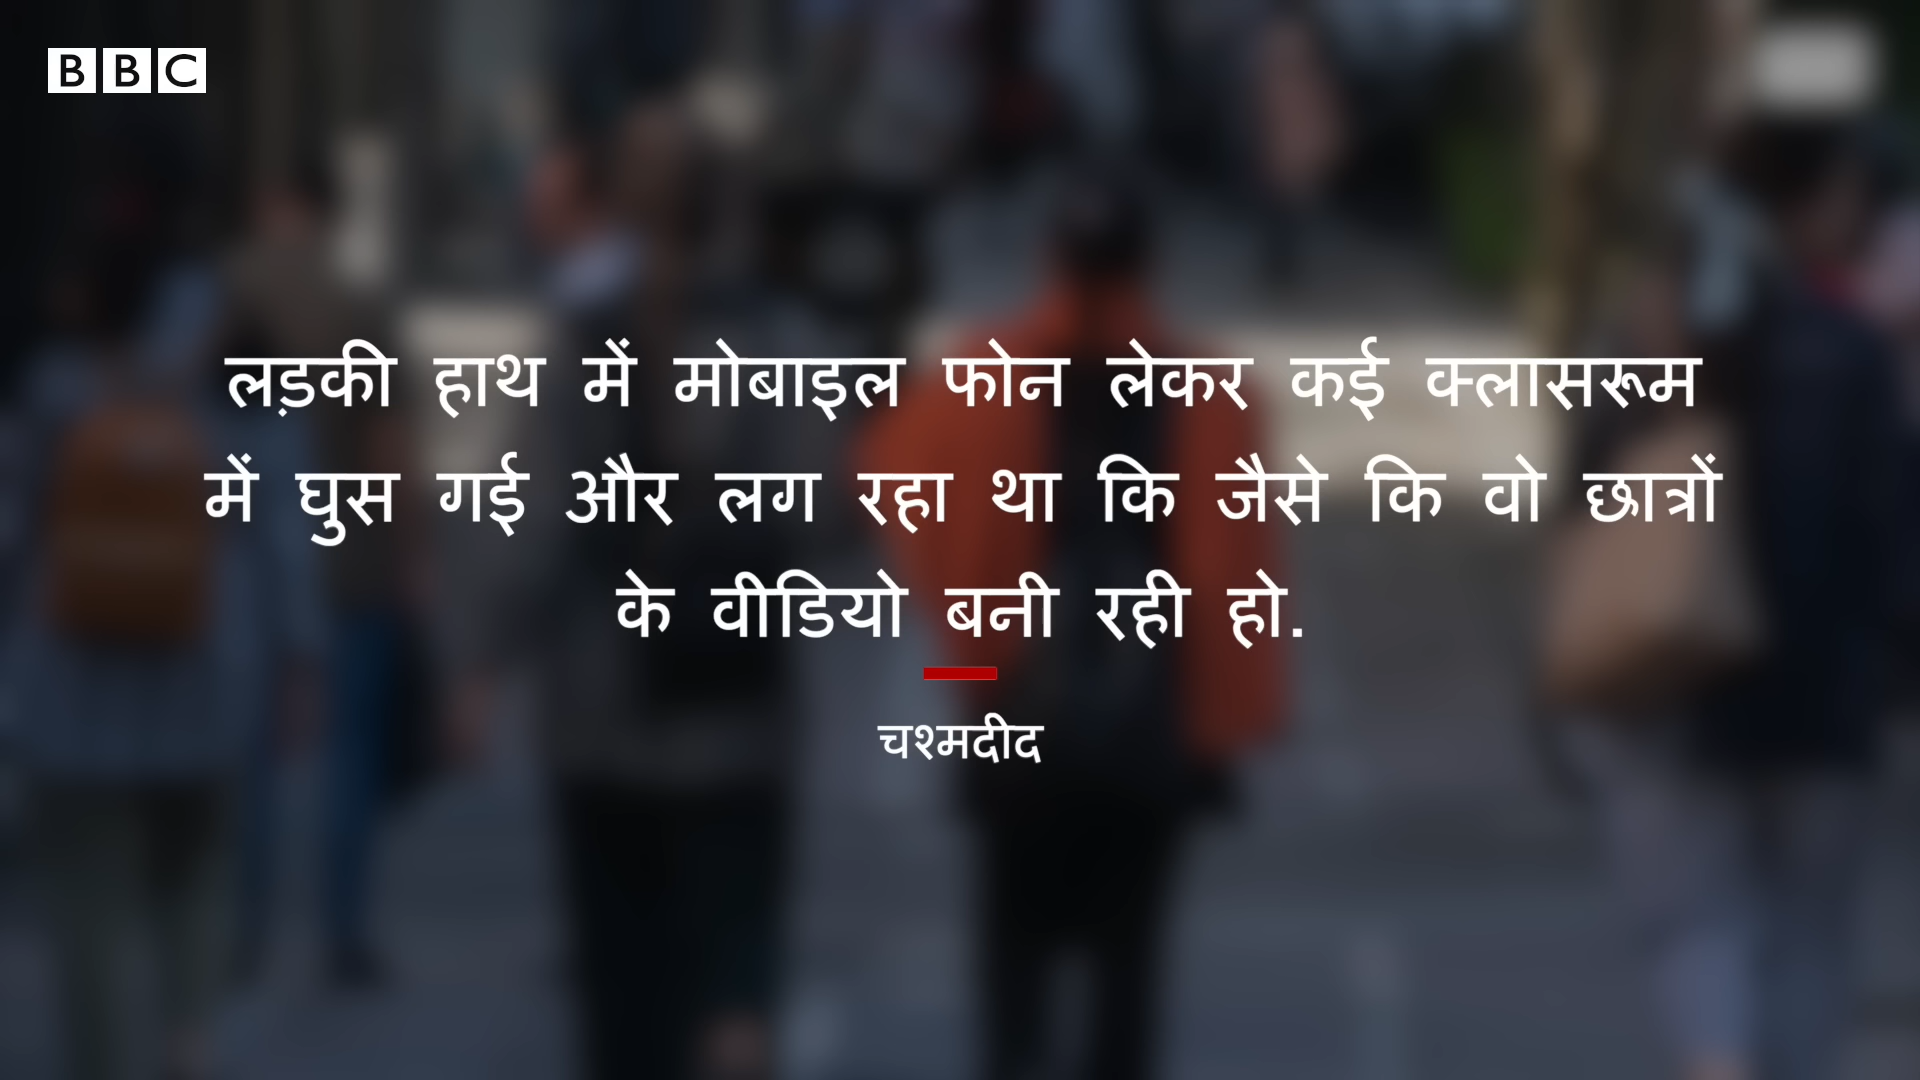 BBC
लड़की हाथ में मोबाइल फोन लेकर कई क्लासरूम
में घुस गई और लग रहा था कि जैसे कि वो छात्रों
के वीडियो बनी रही हो.
चश्मदीद